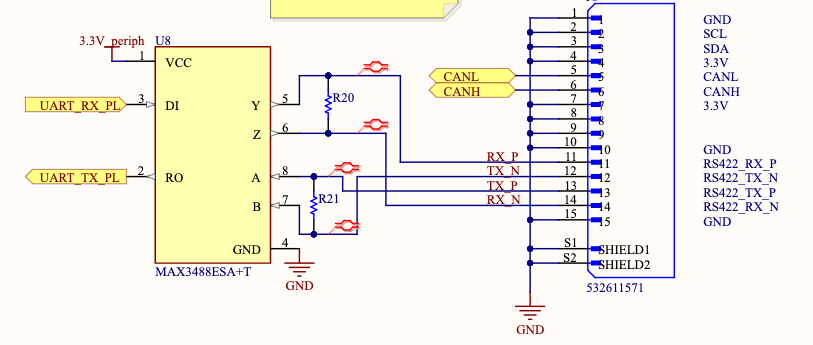 3.3V_periph
U8
1
VCC
UART_RX_PL
3
DI
Y
5
R20
Z
6
UART_TX_PL
2
RO
A
8
R21
B
7
GND
4
MAX3488ESA+T
GND
CANL
CANH
RX_P
TX_N
TX_P
RX_N
1
1
GND
2
2
SCL
3
3
SDA
4
4
3.3V
5
5
CANL
6
6
CANH
7
7
3.3V
8
8
9
9
10
10
GND
11
11
RS422_RX_P
12
12
RS422_TX_N
13
13
RS422_TX_P
14
14
RS422_RX_N
15
15
GND
S1
SHIELD1
S2
SHIELD2
532611571
GND